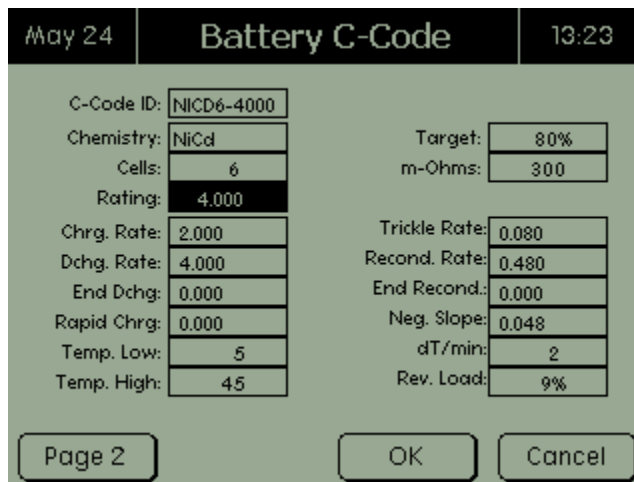 May 24 Battery C-Code 13:23
C-Code ID: NICD6-4000
Chemistry: NiCd Target: 80%
Cells: 6 m-Ohms: 300
Rating: 4.000
Chrg. Rate: 2.000 Trickle Rate: 0.080
Dchg. Rate: 4.000 Recond. Rate: 0.480
End Dchg: 0.000 End Recond.: 0.000
Rapid Chrg: 0.000 Neg. Slope: 0.048
Temp. Low: 5 dT/min: 2
Temp. High: 45 Rev. Load: 9%
Page 2 OK Cancel